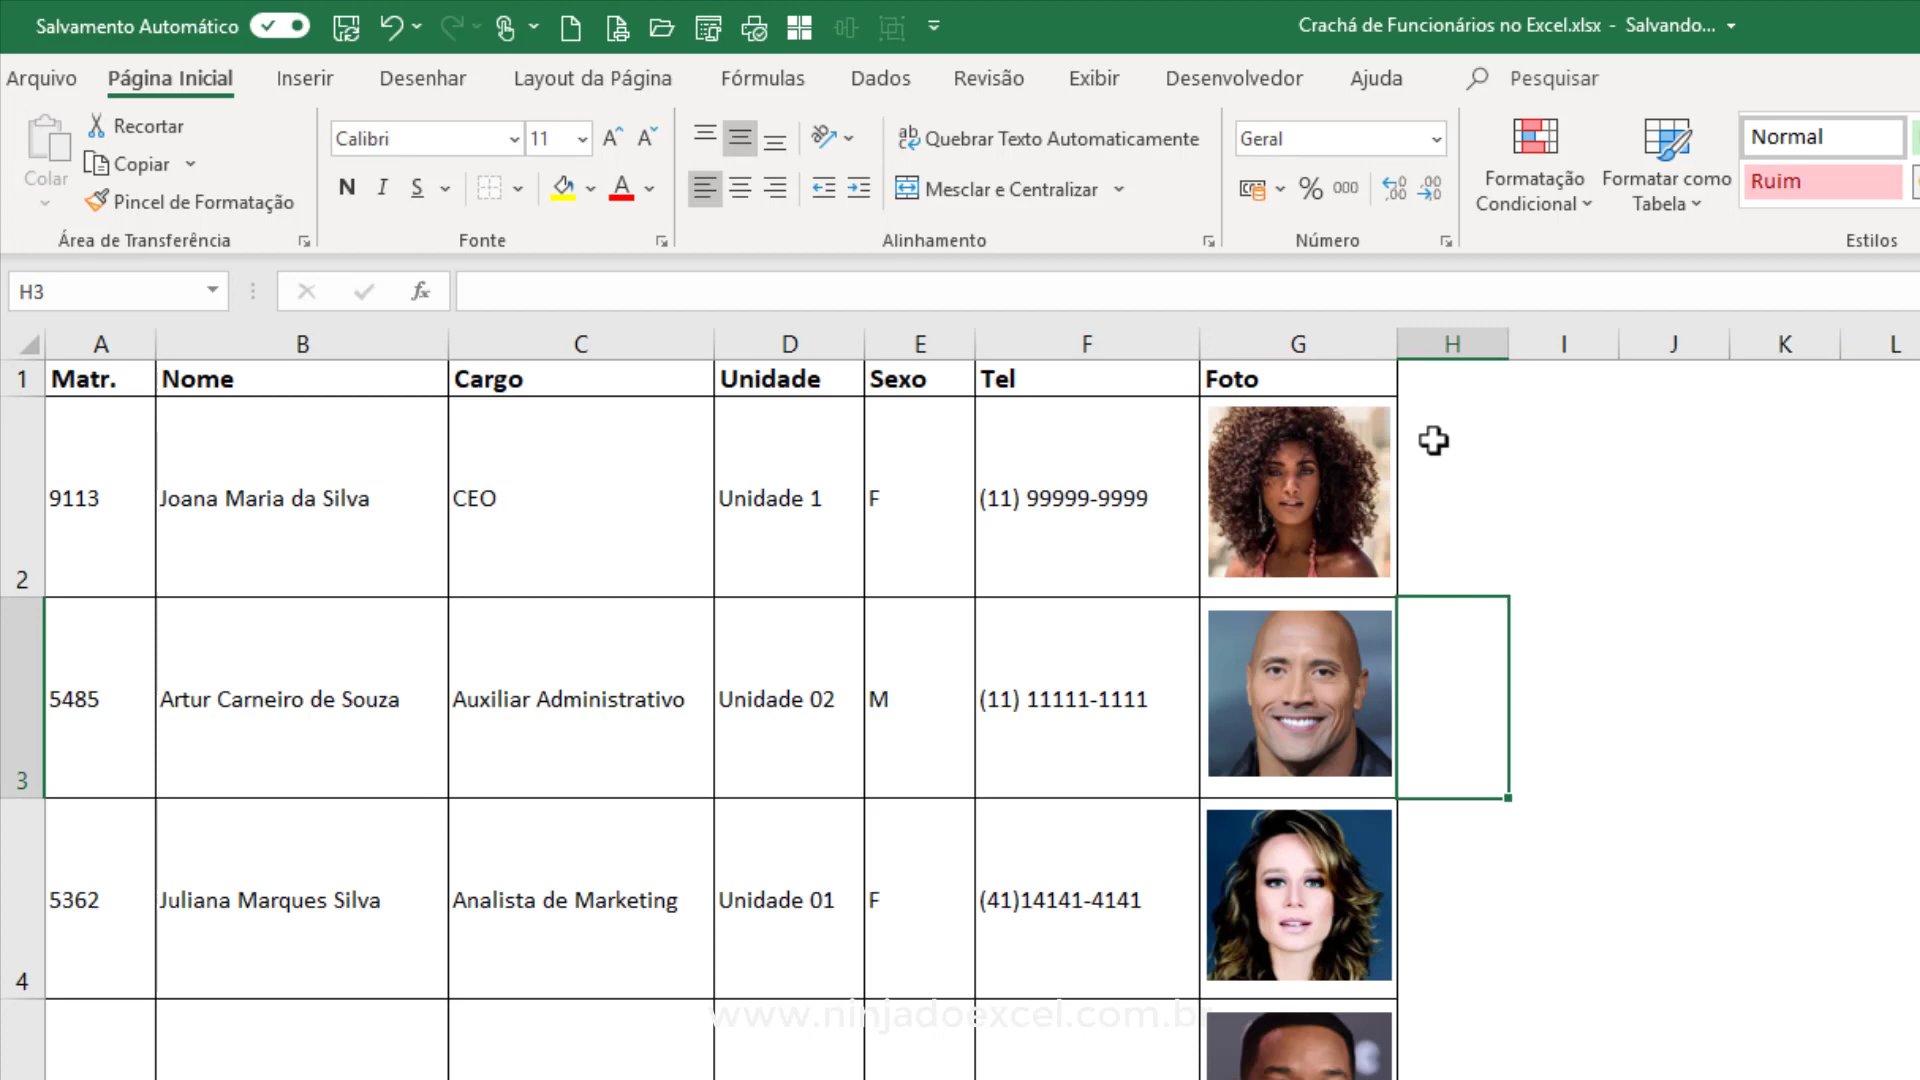 Salvamento Automático
Crachá de Funcionários no Excel.xlsx - Salvando...
Arquivo Página Inicial Inserir Desenhar Layout da Página Fórmulas Dados Revisão Exibir Desenvolvedor Ajuda Pesquisar
Colar
Recortar
Copiar
Pincel de Formatação
Área de Transferência
Calibri 11
N I S
Fonte
Quebrar Texto Automaticamente
Mesclar e Centralizar
Alinhamento
Geral
% 000
Número
Formatação Condicional
Formatar como Tabela
Normal
Ruim
Estilos
H3
fx
A B C D E F G H I J K L
1 Matr. Nome Cargo Unidade Sexo Tel Foto
2 9113 Joana Maria da Silva CEO Unidade 1 F (11) 99999-9999
3 5485 Artur Carneiro de Souza Auxiliar Administrativo Unidade 02 M (11) 11111-1111
4 5362 Juliana Marques Silva Analista de Marketing Unidade 01 F (41)14141-4141
www.ninjadoexcel.com.br